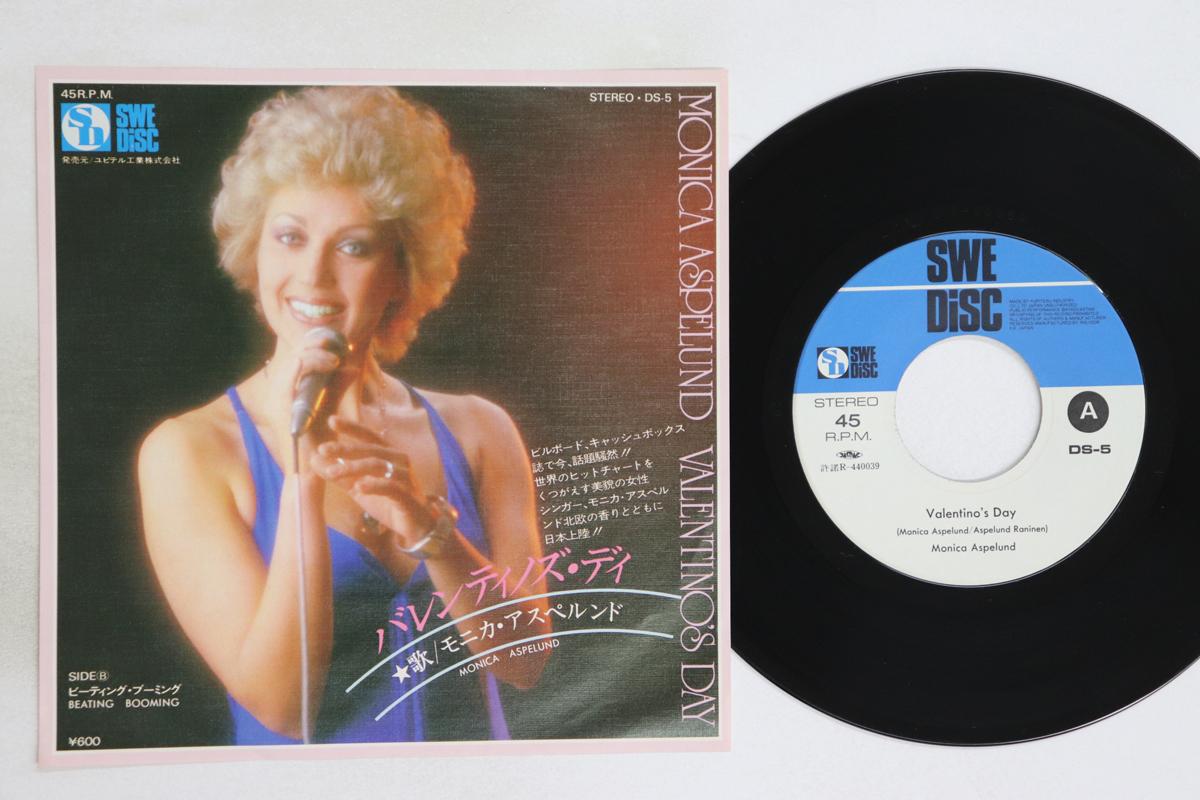 45 R.P.M.
SD SWE
DiSC
発売元/ユピテル工業株式会社
STEREO・DS-5
MONICA ASPELUND VALENTINO'S DAY
ビルボード、キャッシュボックス
誌で今、話題騒然!!
世界のヒットチャートを
くつがえす美貌の女性
シンガー、モニカ・アスペル
ンド北欧の香りとともに
日本上陸!!
バレンティノズ・デイ
★歌/モニカ・アスペルンド
MONICA ASPELUND
SIDE Ⓑ
ビーティング・ブーミング
BEATING BOOMING
¥600
SWE
DiSC
SD SWE
DiSC
STEREO
45
R.P.M.
許諾R-440039
A
DS-5
Valentino's Day
(Monica Aspelund/Aspelund Raninen)
Monica Aspelund